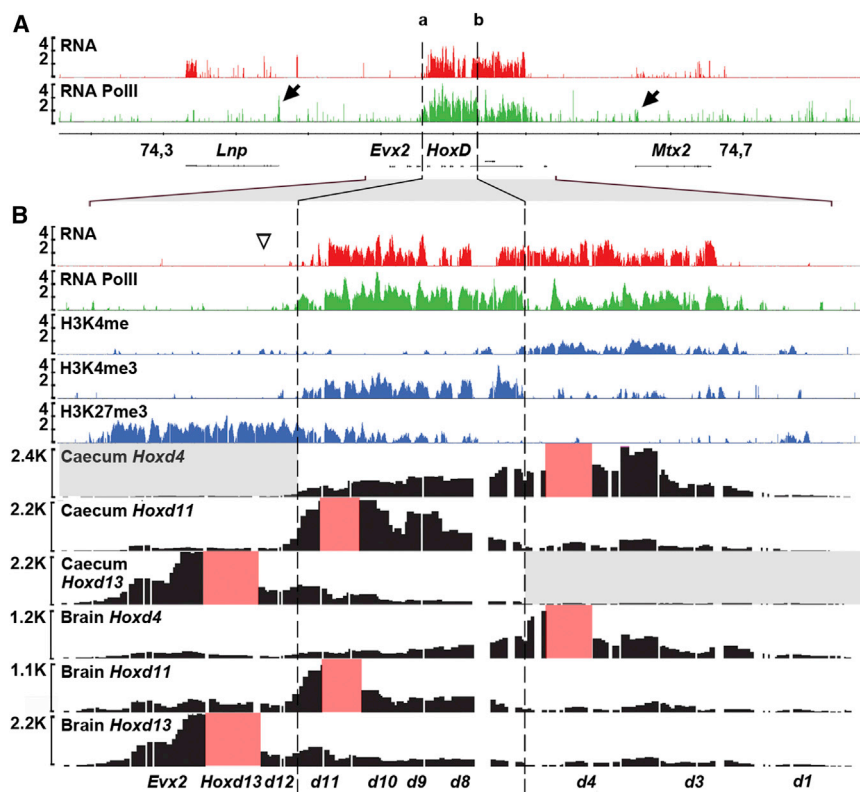 A
a b
4
2
RNA
4
2
RNA PolII
74,3 Lnp Evx2 HoxD Mtx2 74,7
B
4
2
RNA
4
2
RNA PolII
4
2
H3K4me
4
2
H3K4me3
4
2
H3K27me3
2.4K
Caecum Hoxd4
2.2K
Caecum Hoxd11
2.2K
Caecum
Hoxd13
1.2K
Brain Hoxd4
1.1K
Brain Hoxd11
2.2K
Brain Hoxd13
Evx2 Hoxd13 d12 d11 d10 d9 d8 d4 d3 d1